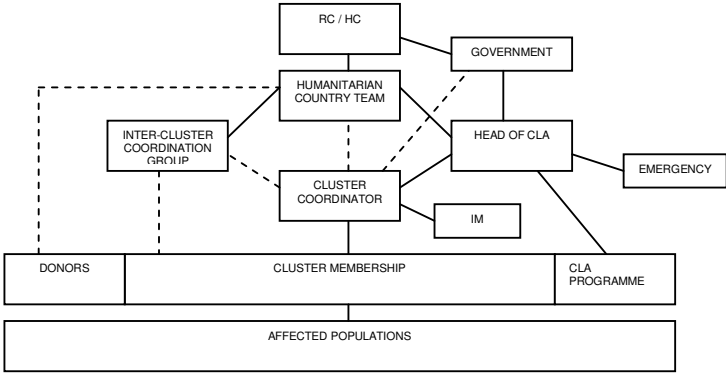 RC / HC
GOVERNMENT
HUMANITARIAN
COUNTRY TEAM
INTER-CLUSTER
COORDINATION
GROUP
HEAD OF CLA
EMERGENCY
CLUSTER
COORDINATOR
IM
DONORS
CLUSTER MEMBERSHIP
CLA
PROGRAMME
AFFECTED POPULATIONS